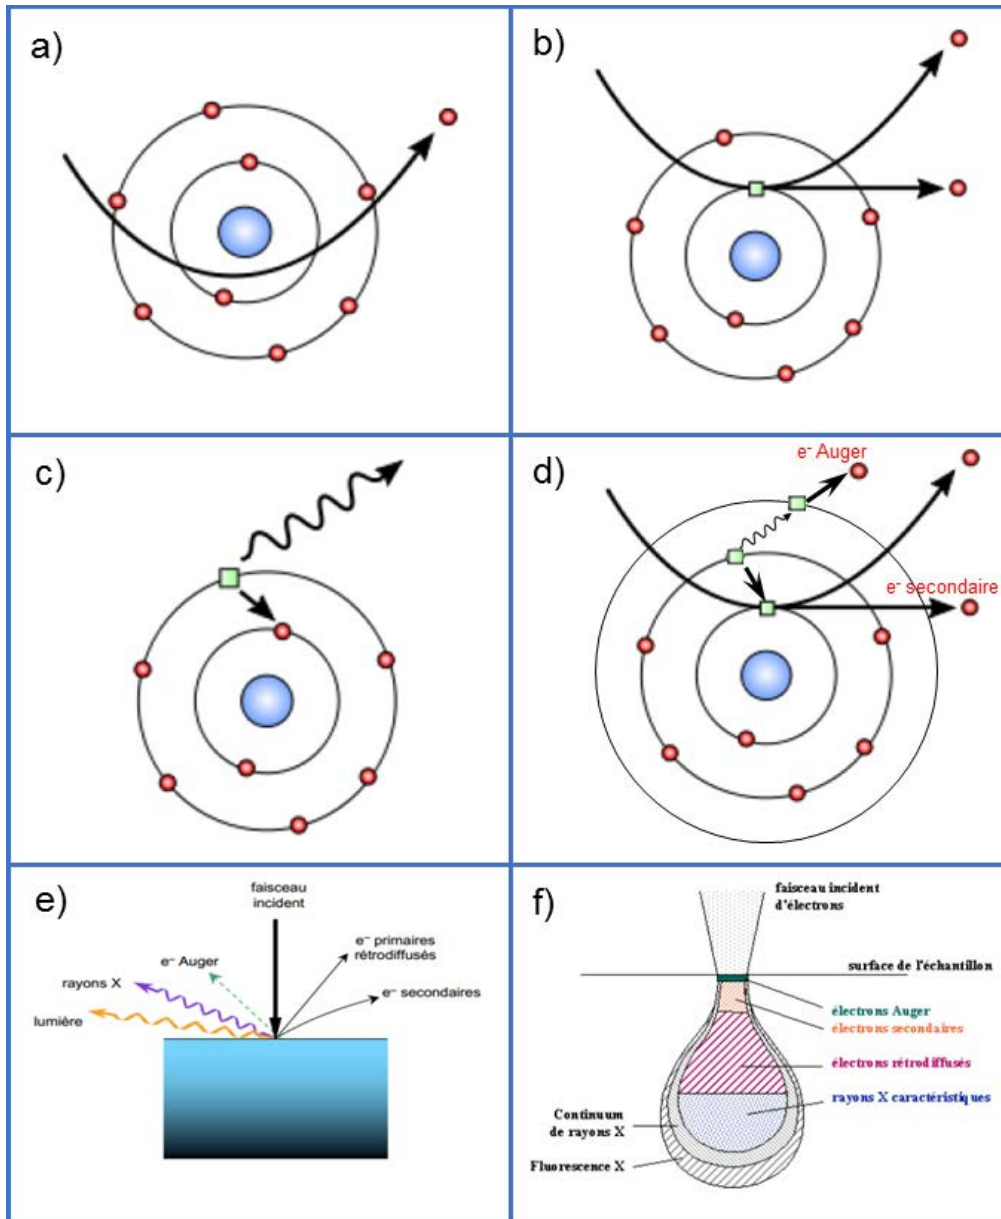 a)
b)
c)
d)
e⁻ Auger
e⁻ secondaire
e)
faisceau
incident
e⁻ primaires
rétrodiffusés
e⁻ Auger
rayons X
e⁻ secondaires
lumière
f)
faisceau incident
d'électrons
surface de l'échantillon
électrons Auger
électrons secondaires
électrons rétrodiffusés
rayons X caractéristiques
Continuum
de rayons X
Fluorescence X